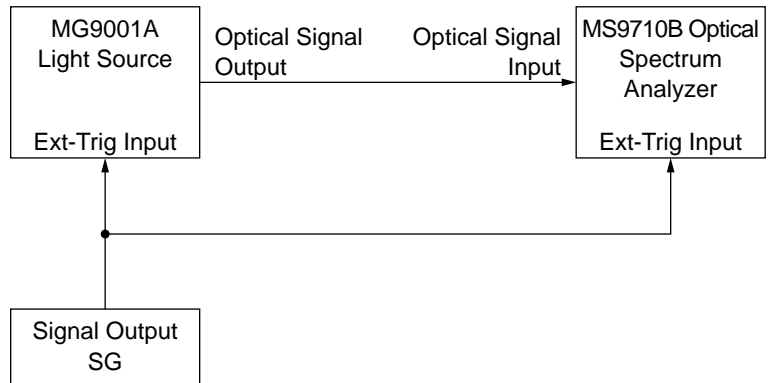 MG9001A
Light Source
Ext-Trig Input
Optical Signal
Output
Optical Signal
Input
MS9710B Optical
Spectrum
Analyzer
Ext-Trig Input
Signal Output
SG